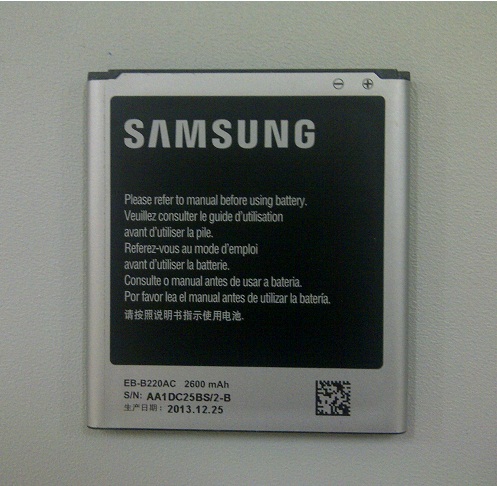 SAMSUNG
Please refer to manual before using battery.
Veuillez consulter le guide d'utilisation
avant d'utiliser la pile.
Referez-vous au mode d'emploi
avant d'utiliser la batterie.
Consulte o manual antes de usar a bateria.
Por favor lea el manual antes de utilizar la batería.
请按照说明书指示使用电池.
EB-B220AC 2600 mAh
S/N: AA1DC25BS/2-B
生产日期: 2013.12.25